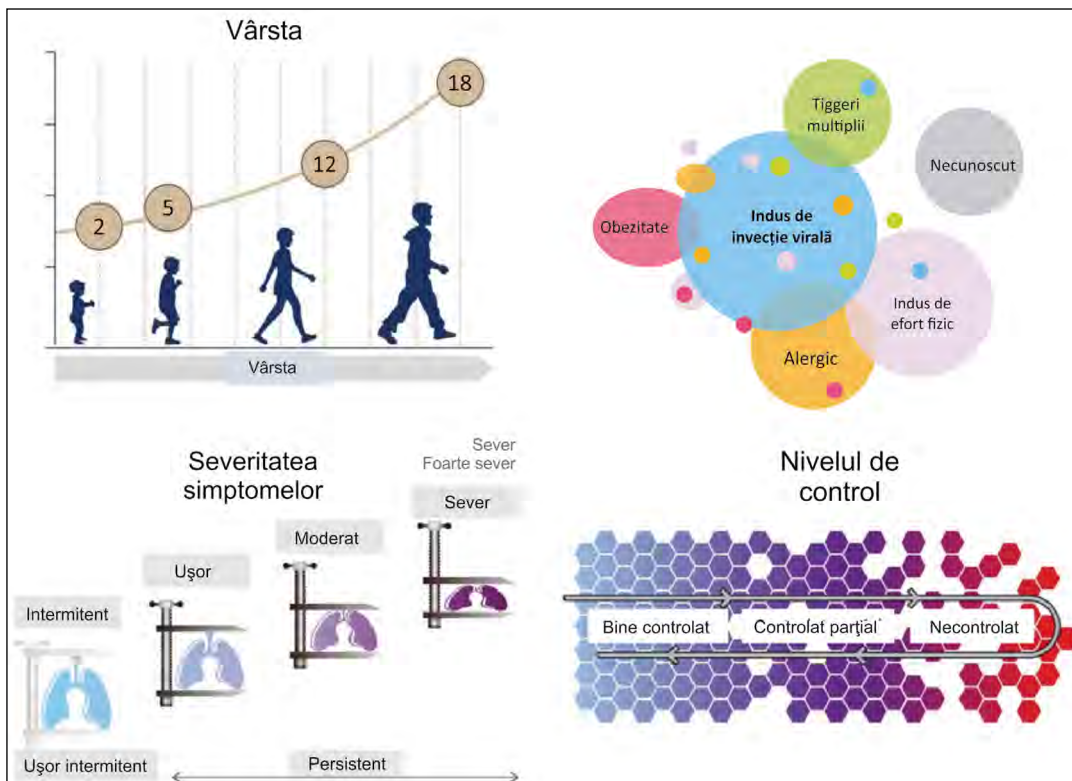 Vârsta
18
12
5
2
Vârsta
Tiggeri
multiplii
Necunoscut
Obezitate
Indus de
invecție virală
Indus de
efort fizic
Alergic
Severitatea
simptomelor
Sever
Foarte sever
Sever
Moderat
Uşor
Intermitent
Uşor intermitent
Persistent
Nivelul de
control
Bine controlat
Controlat parţial*
Necontrolat